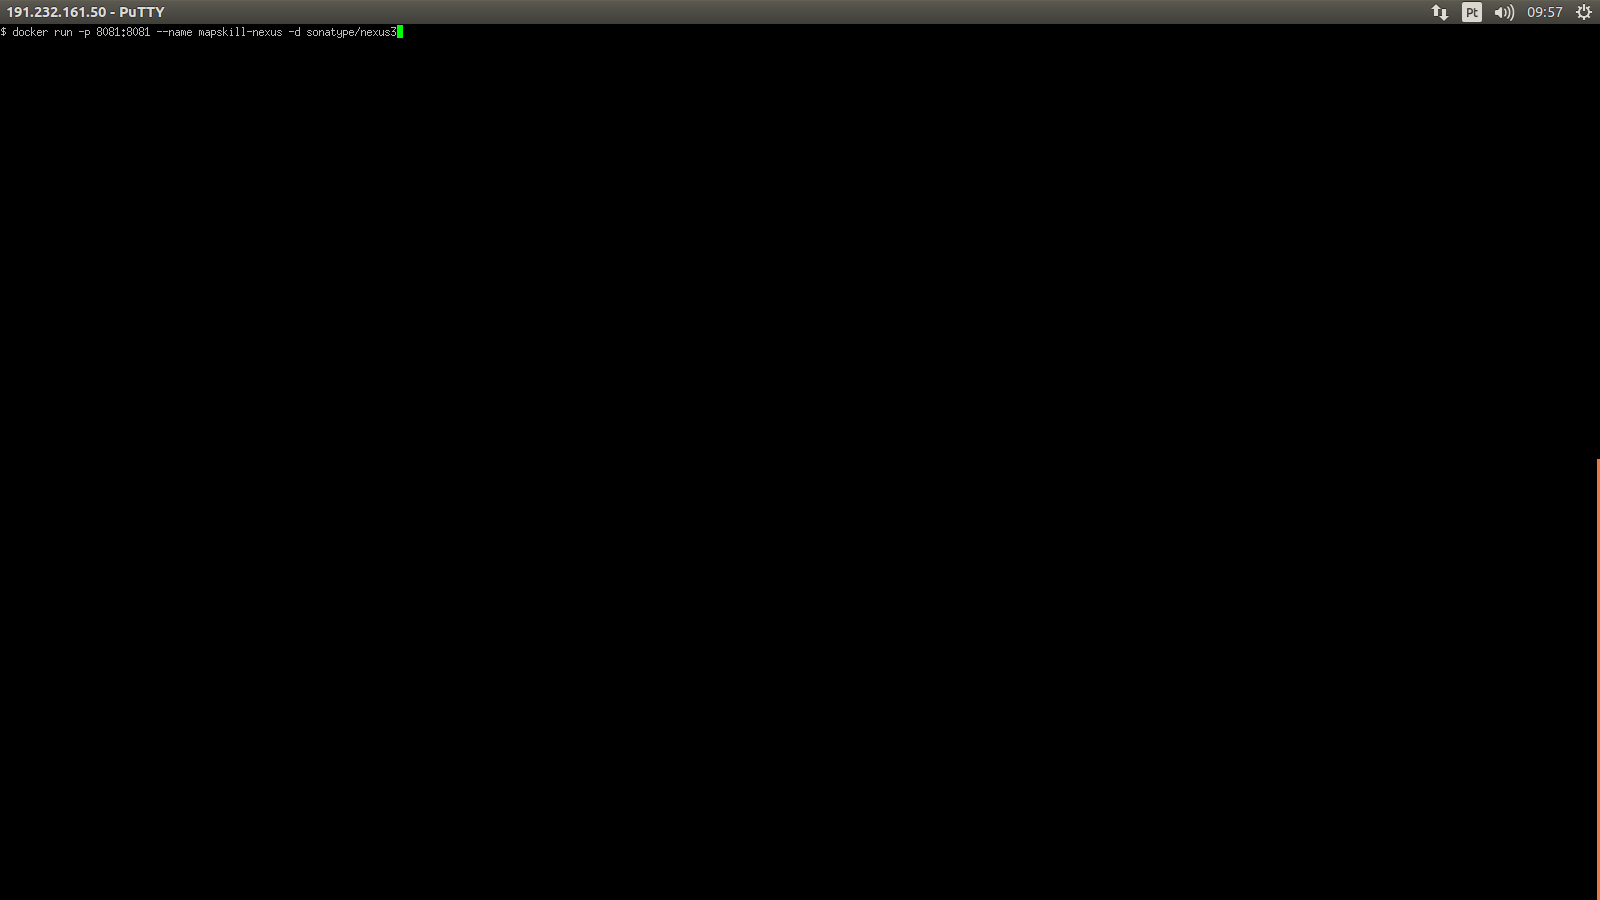 191.232.161.50 - PuTTY
Pt
09:57
$ docker run -p 8081:8081 --name mapskill-nexus -d sonatype/nexus3